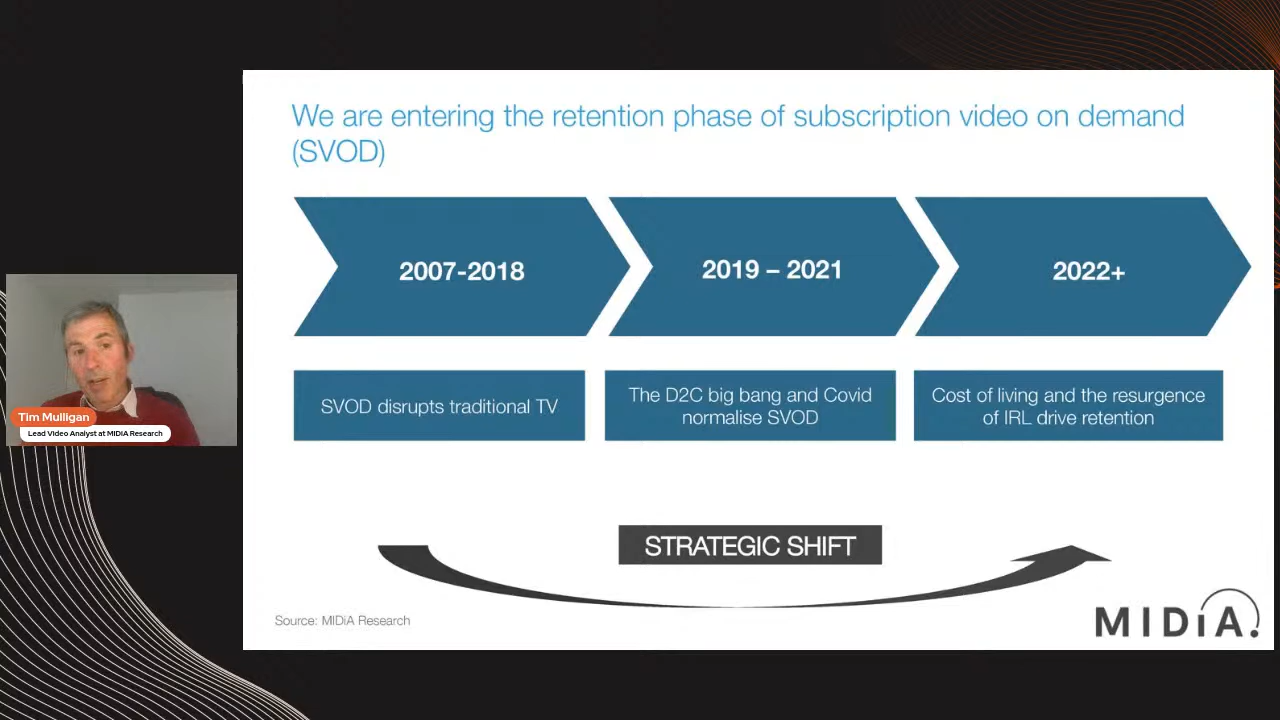 We are entering the retention phase of subscription video on demand
(SVOD)
2007-2018
2019 – 2021
2022+
SVOD disrupts traditional TV
The D2C big bang and Covid
normalise SVOD
Cost of living and the resurgence
of IRL drive retention
STRATEGIC SHIFT
Source: MIDiA Research
MIDiA.
Tim Mulligan
Lead Video Analyst at MIDiA Research